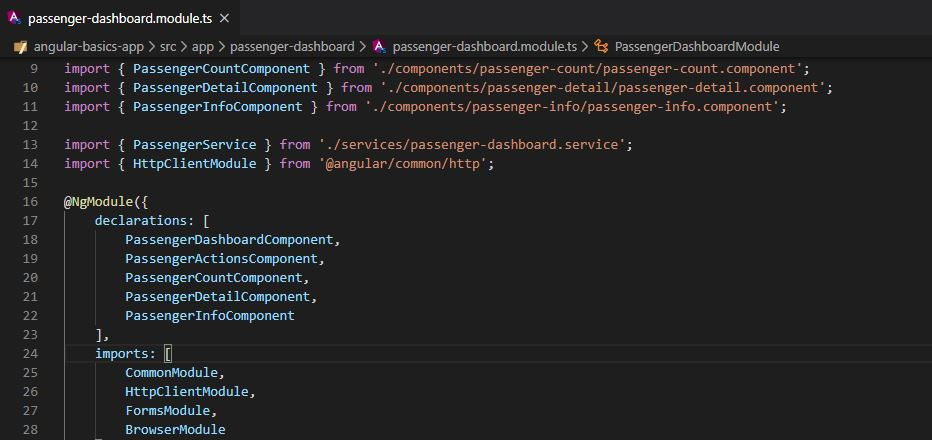 passenger-dashboard.module.ts ×
angular-basics-app > src > app > passenger-dashboard > passenger-dashboard.module.ts > PassengerDashboardModule
9 import { PassengerCountComponent } from './components/passenger-count/passenger-count.component';
10 import { PassengerDetailComponent } from './components/passenger-detail/passenger-detail.component';
11 import { PassengerInfoComponent } from './components/passenger-info/passenger-info.component';
12
13 import { PassengerService } from './services/passenger-dashboard.service';
14 import { HttpClientModule } from '@angular/common/http';
15
16 @NgModule({
17     declarations: [
18         PassengerDashboardComponent,
19         PassengerActionsComponent,
20         PassengerCountComponent,
21         PassengerDetailComponent,
22         PassengerInfoComponent
23     ],
24     imports: [
25         CommonModule,
26         HttpClientModule,
27         FormsModule,
28         BrowserModule